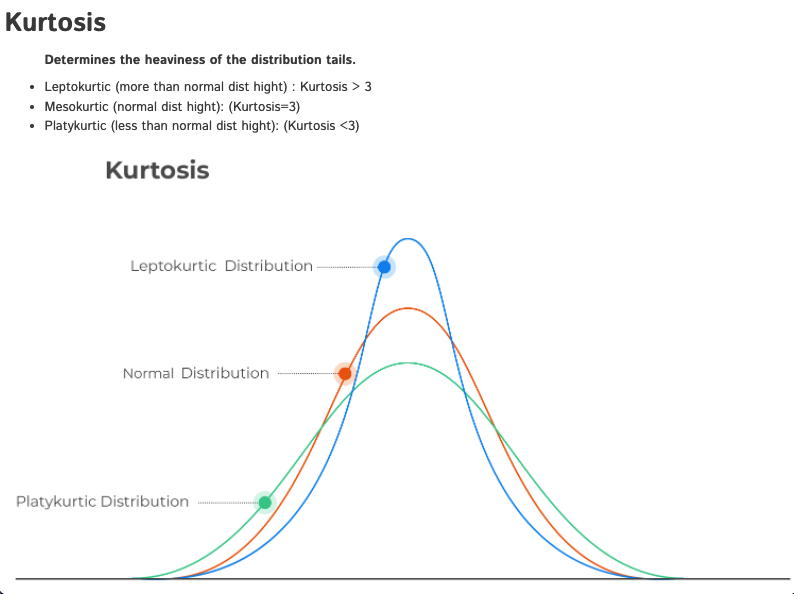 Kurtosis
Determines the heaviness of the distribution tails.
• Leptokurtic (more than normal dist hight) : Kurtosis > 3
• Mesokurtic (normal dist hight): (Kurtosis=3)
• Platykurtic (less than normal dist hight): (Kurtosis <3)
Kurtosis
Leptokurtic Distribution
Normal Distribution
Platykurtic Distribution